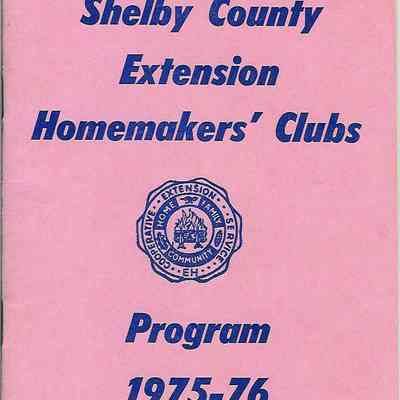 Shelby County
Extension
Homemakers' Clubs
COOPERATIVE EXTENSION SERVICE
HOME FAMILY
COMMUNITY
EH
Program
1975-76